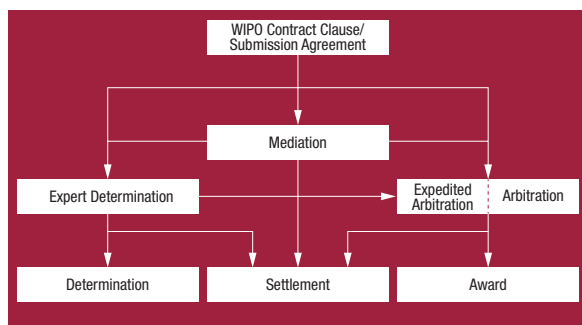 WIPO Contract Clause/
Submission Agreement
Mediation
Expert Determination
Expedited
Arbitration
Arbitration
Determination
Settlement
Award